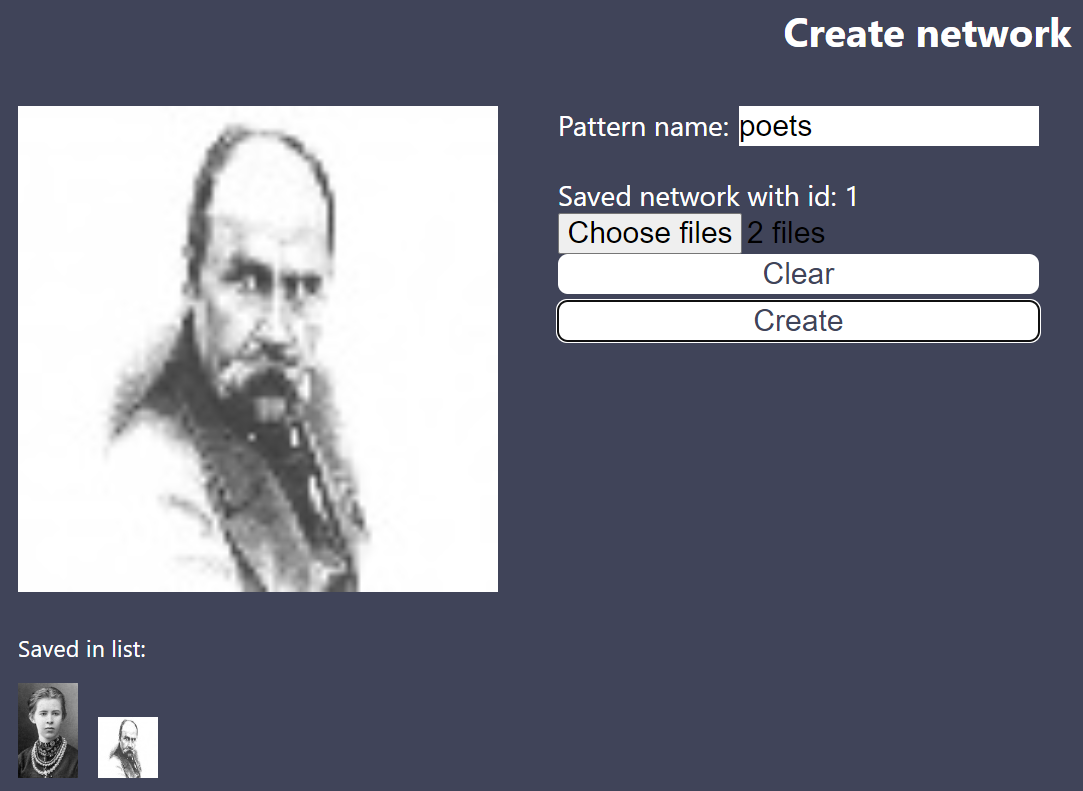 Create network
Pattern name: poets
Saved network with id: 1
Choose files 2 files
Clear
Create
Saved in list: